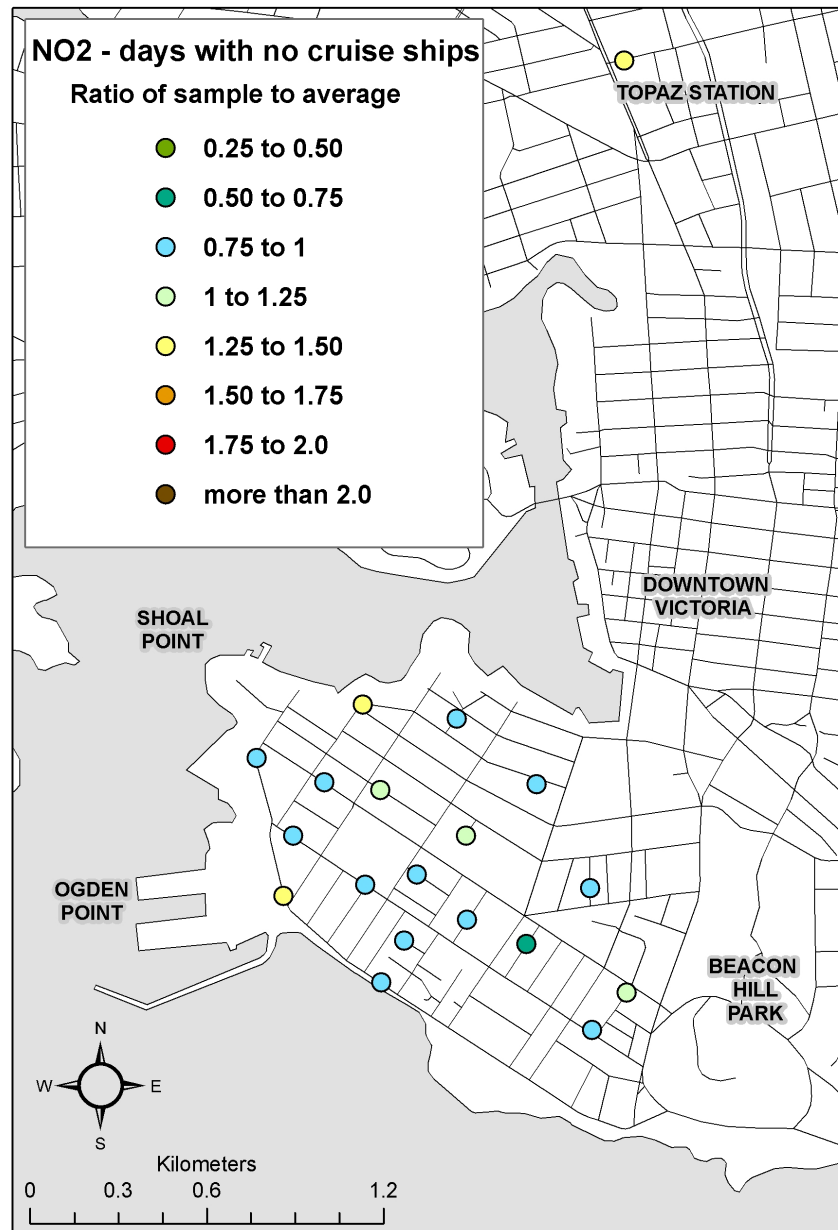 NO2 - days with no cruise ships
Ratio of sample to average
0.25 to 0.50
0.50 to 0.75
0.75 to 1
1 to 1.25
1.25 to 1.50
1.50 to 1.75
1.75 to 2.0
more than 2.0
TOPAZ STATION
DOWNTOWN
VICTORIA
SHOAL
POINT
OGDEN
POINT
BEACON
HILL
PARK
N
W
E
S
Kilometers
0 0.3 0.6 1.2